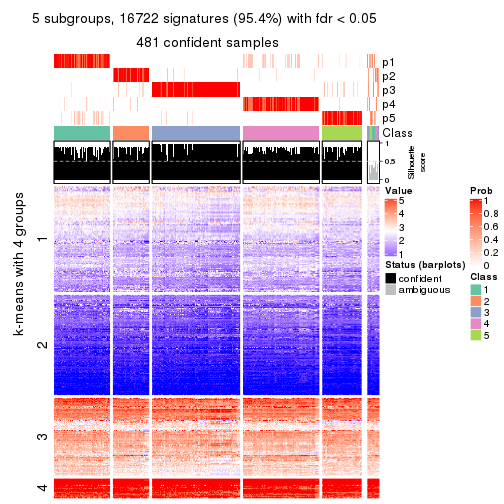 5 subgroups, 16722 signatures (95.4%) with fdr < 0.05
481 confident samples
p1
p2
p3
p4
p5
Class
1
0.5
0
Silhouette
score
k-means with 4 groups
1
2
3
4
Value
5
4
3
2
1
Status (barplots)
confident
ambiguous
Prob
1
0.8
0.6
0.4
0.2
0
Class
1
2
3
4
5